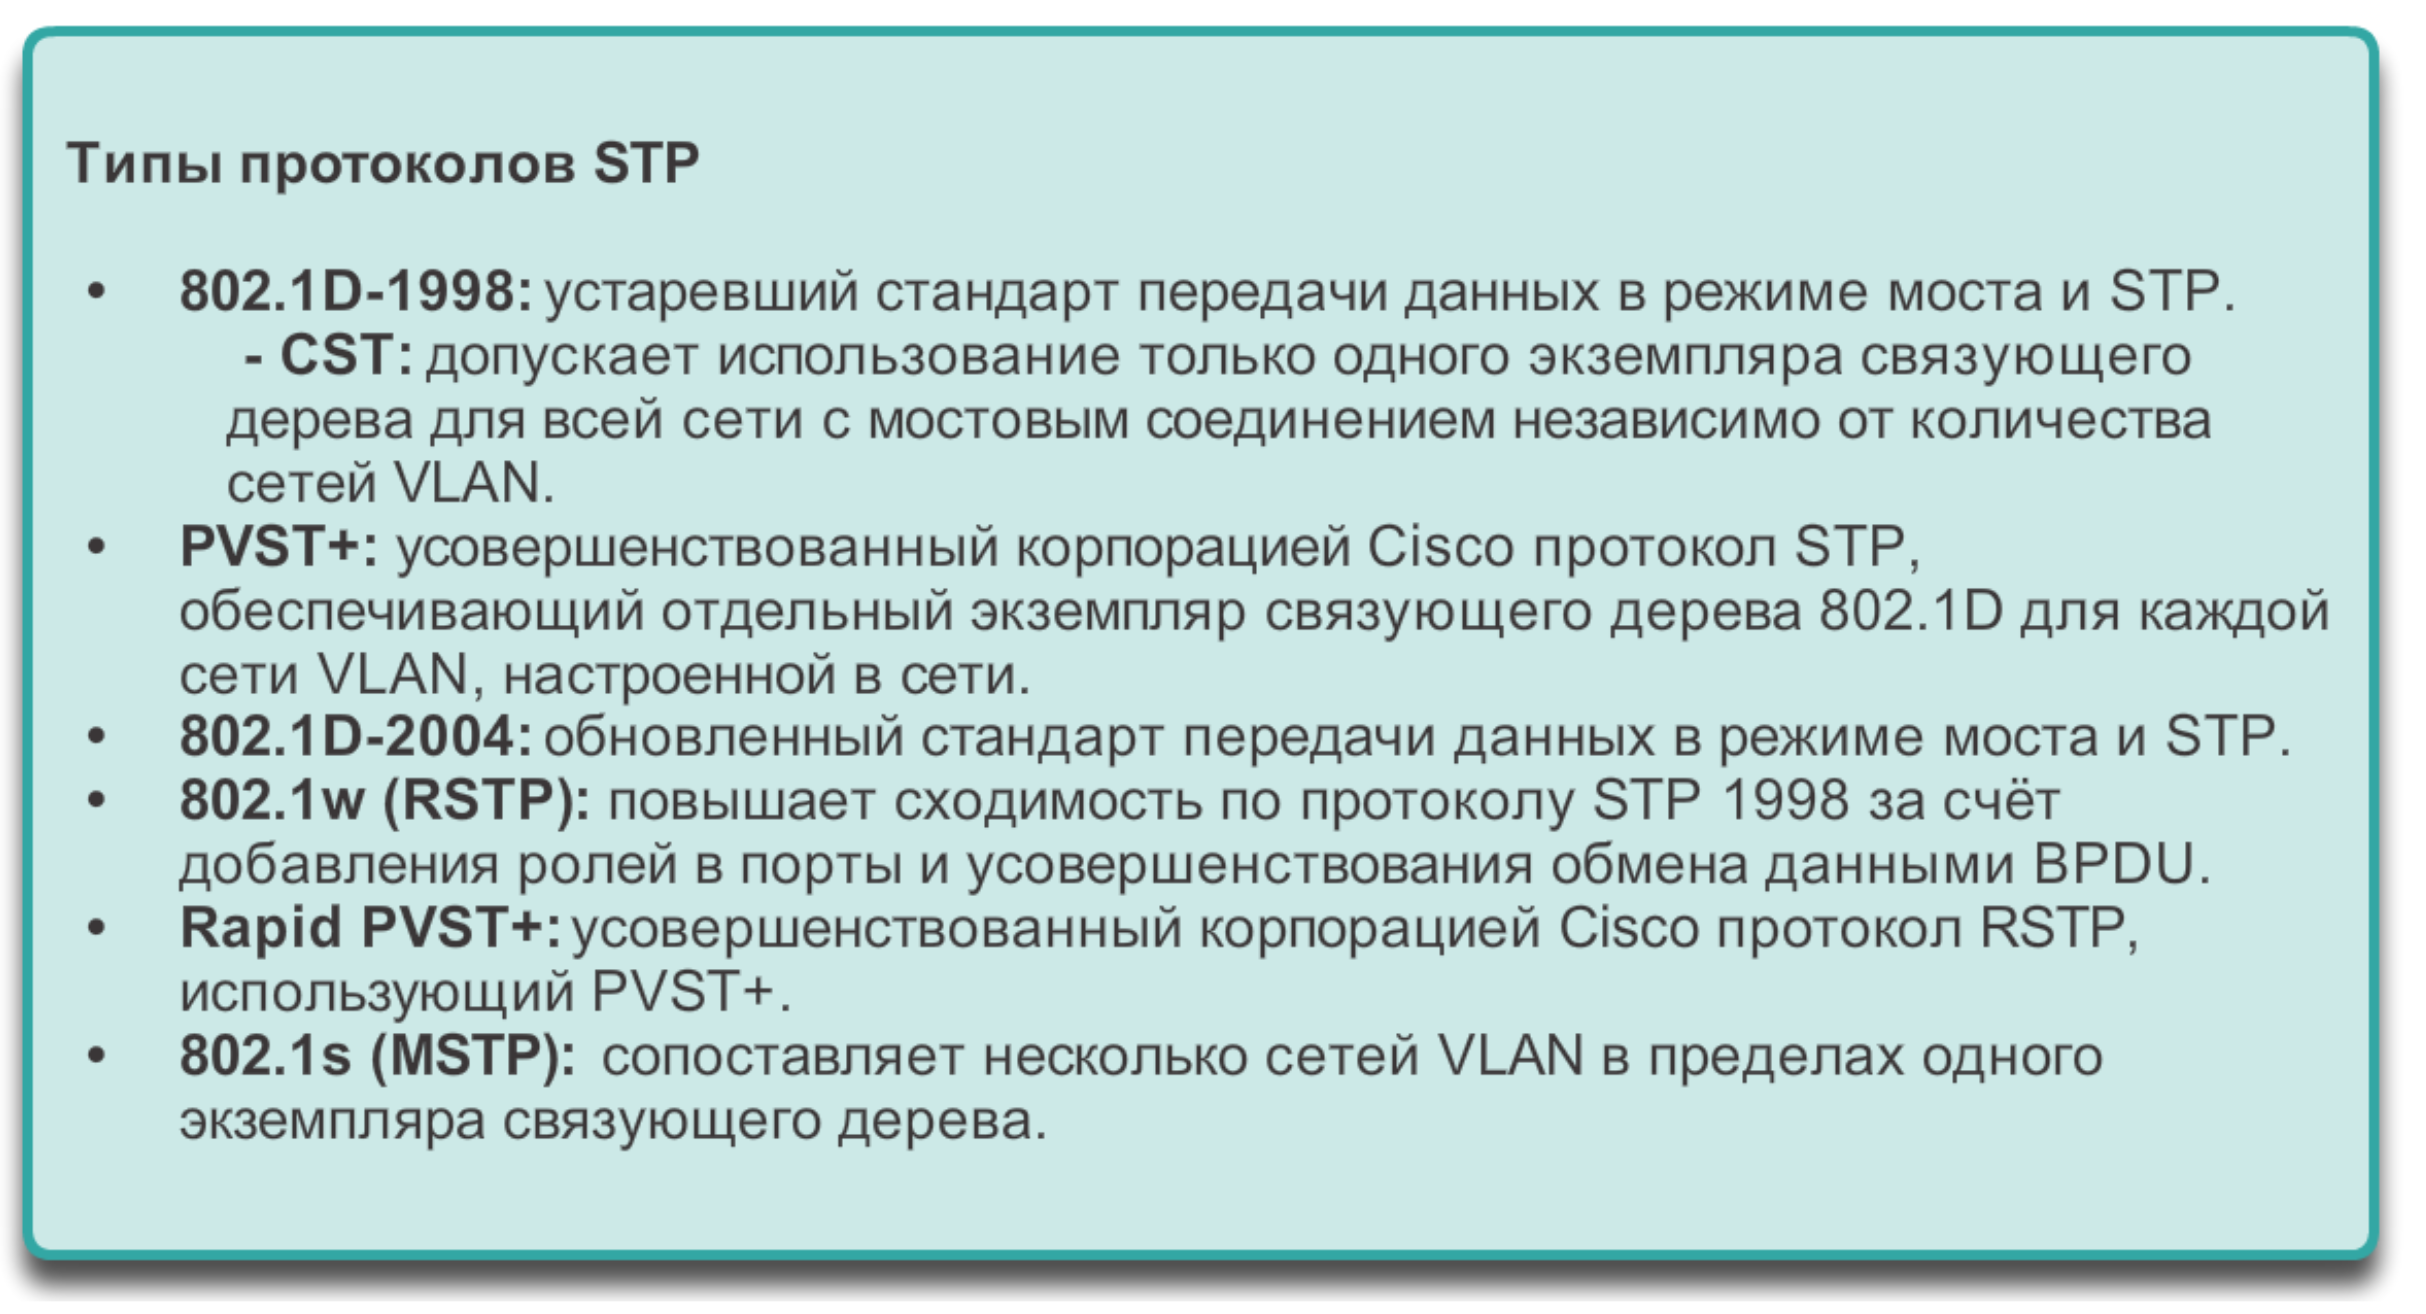 Типы протоколов STP
• 802.1D-1998: устаревший стандарт передачи данных в режиме моста и STP.
- CST: допускает использование только одного экземпляра связующего
дерева для всей сети с мостовым соединением независимо от количества
сетей VLAN.
• PVST+: усовершенствованный корпорацией Cisco протокол STP,
обеспечивающий отдельный экземпляр связующего дерева 802.1D для каждой
сети VLAN, настроенной в сети.
• 802.1D-2004: обновленный стандарт передачи данных в режиме моста и STP.
• 802.1w (RSTP): повышает сходимость по протоколу STP 1998 за счёт
добавления ролей в порты и усовершенствования обмена данными BPDU.
• Rapid PVST+: усовершенствованный корпорацией Cisco протокол RSTP,
использующий PVST+.
• 802.1s (MSTP): сопоставляет несколько сетей VLAN в пределах одного
экземпляра связующего дерева.